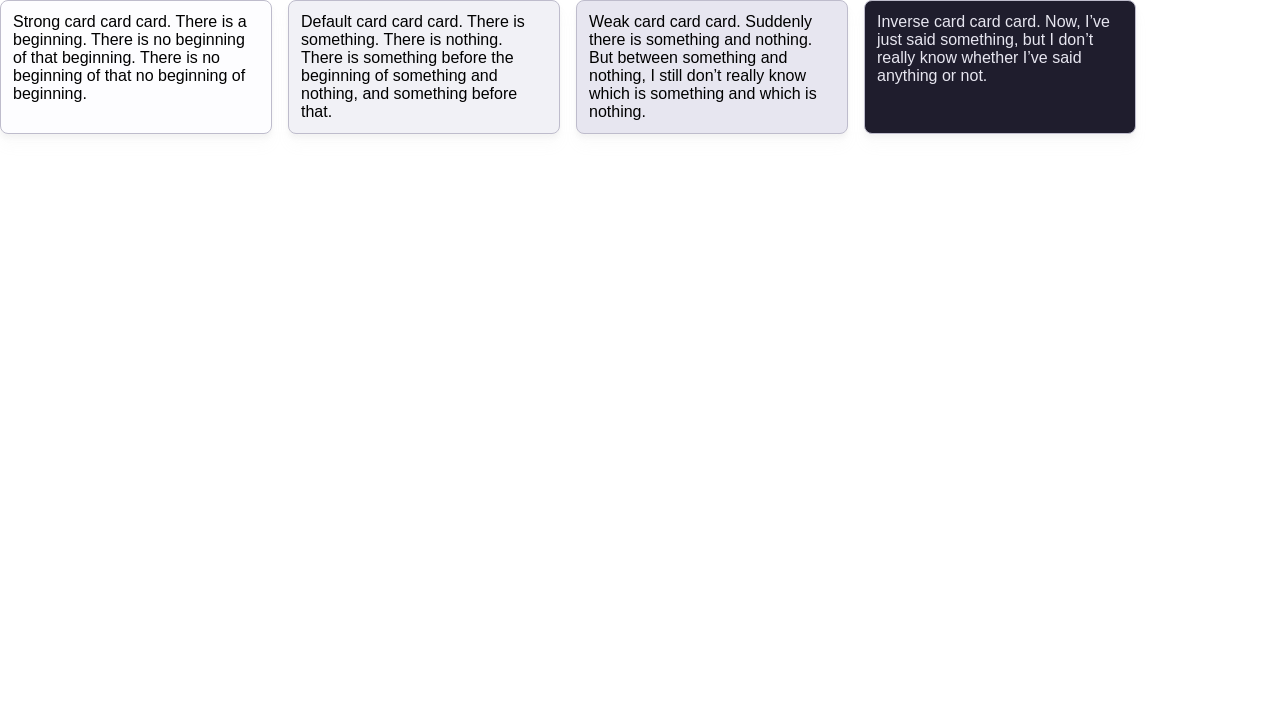 Strong card card card. There is a
beginning. There is no beginning
of that beginning. There is no
beginning of that no beginning of
beginning.
Default card card card. There is
something. There is nothing.
There is something before the
beginning of something and
nothing, and something before
that.
Weak card card card. Suddenly
there is something and nothing.
But between something and
nothing, I still don’t really know
which is something and which is
nothing.
Inverse card card card. Now, I’ve
just said something, but I don’t
really know whether I’ve said
anything or not.